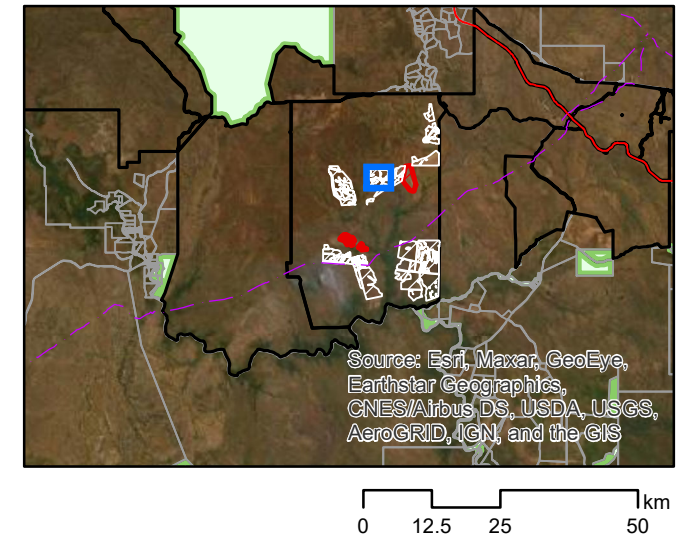 Source: Esri, Maxar, GeoEye,
Earthstar Geographics,
CNES/Airbus DS, USDA, USGS,
AeroGRID, IGN, and the GIS
km
0 12.5 25 50